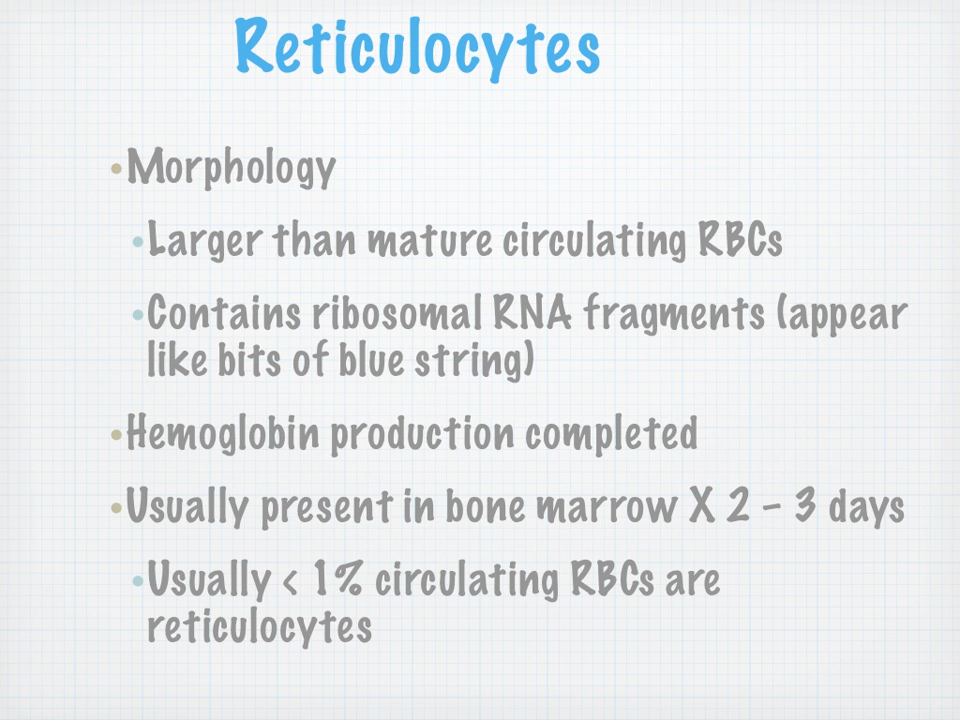 Reticulocytes
•Morphology
•Larger than mature circulating RBCs
•Contains ribosomal RNA fragments (appear
like bits of blue string)
•Hemoglobin production completed
•Usually present in bone marrow X 2 – 3 days
•Usually < 1% circulating RBCs are
reticulocytes